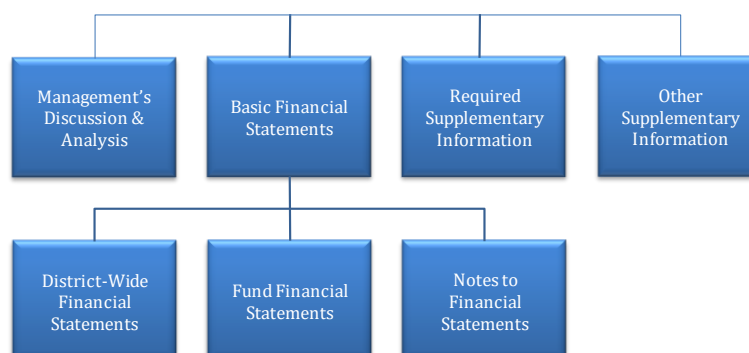 Management’s
Discussion &
Analysis
Basic Financial
Statements
Required
Supplementary
Information
Other
Supplementary
Information
District-Wide
Financial
Statements
Fund Financial
Statements
Notes to
Financial
Statements